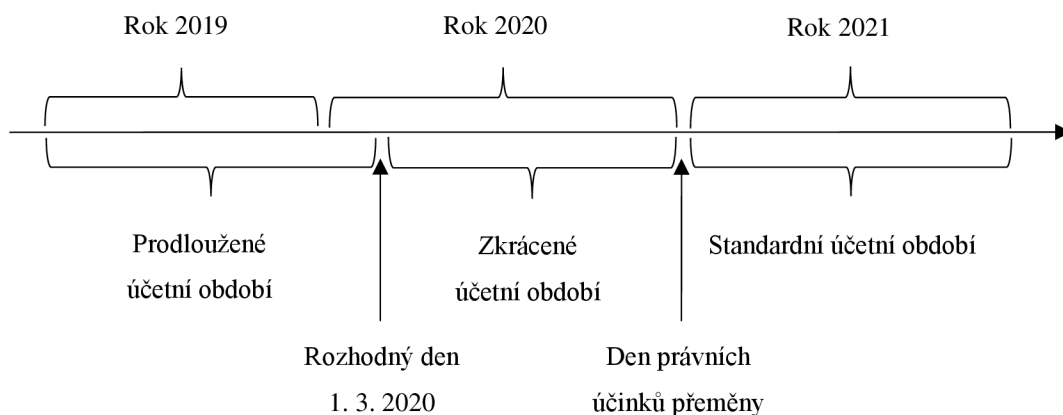 Rok 2019
Rok 2020
Rok 2021
Prodloužené
účetní období
Zkrácené
účetní období
Standardní účetní období
Rozhodný den
1. 3. 2020
Den právních
účinků přeměny